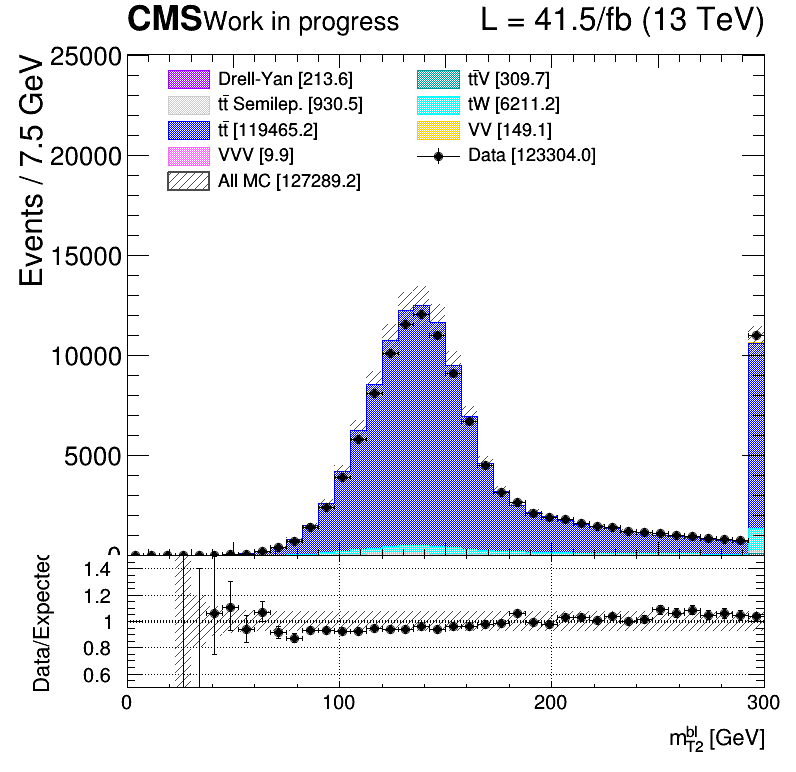 CMS Work in progress L = 41.5/fb (13 TeV)
Events / 7.5 GeV
25000
20000
15000
10000
5000
0
Drell-Yan [213.6]
tt̄ Semilep. [930.5]
tt̄ [119465.2]
VVV [9.9]
All MC [127289.2]
tt̄V [309.7]
tW [6211.2]
VV [149.1]
Data [123304.0]
Data/Expected
1.4
1.2
1
0.8
0.6
0 100 200 300
m_T2^bl [GeV]